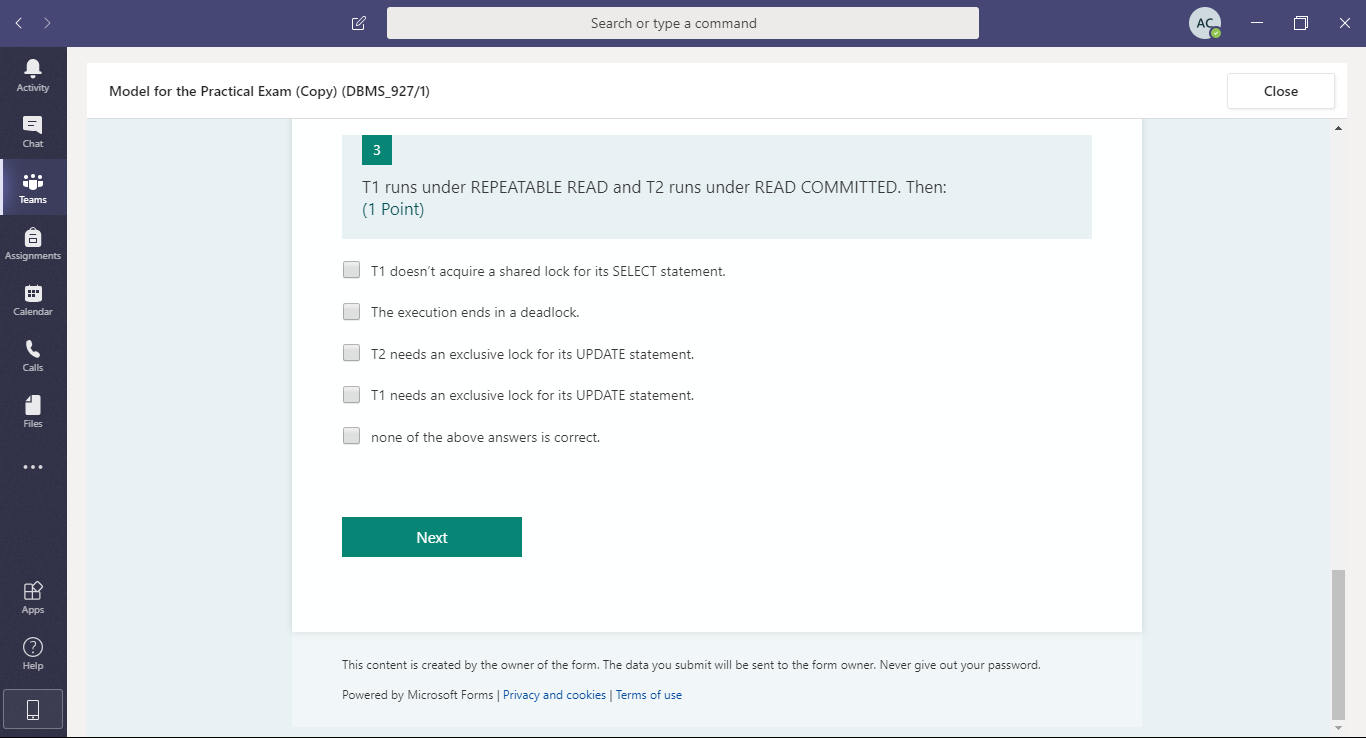 Search or type a command
AC
Activity
Chat
Teams
Assignments
Calendar
Calls
Files
Apps
Help
Model for the Practical Exam (Copy) (DBMS_927/1)
Close
3
T1 runs under REPEATABLE READ and T2 runs under READ COMMITTED. Then:
(1 Point)
T1 doesn't acquire a shared lock for its SELECT statement.
The execution ends in a deadlock.
T2 needs an exclusive lock for its UPDATE statement.
T1 needs an exclusive lock for its UPDATE statement.
none of the above answers is correct.
Next
This content is created by the owner of the form. The data you submit will be sent to the form owner. Never give out your password.
Powered by Microsoft Forms | Privacy and cookies | Terms of use